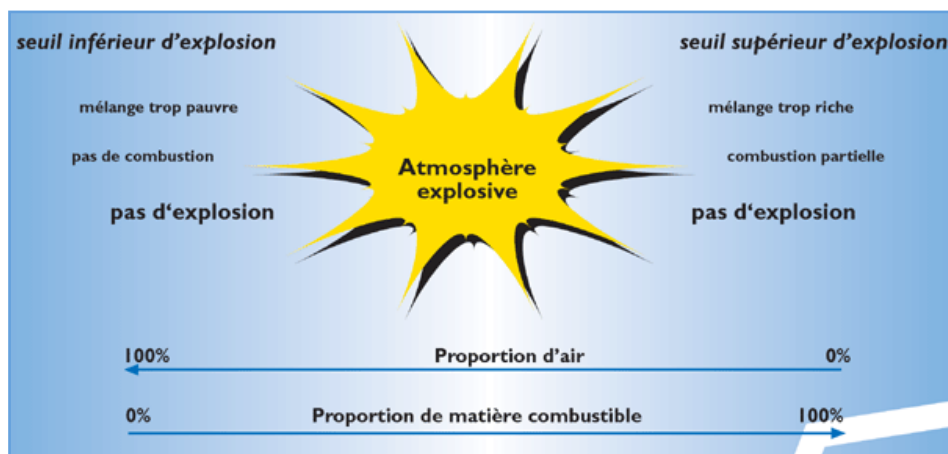 seuil inférieur d'explosion
mélange trop pauvre
pas de combustion
pas d'explosion
Atmosphère
explosive
seuil supérieur d'explosion
mélange trop riche
combustion partielle
pas d'explosion
100% Proportion d'air 0%
0% Proportion de matière combustible 100%